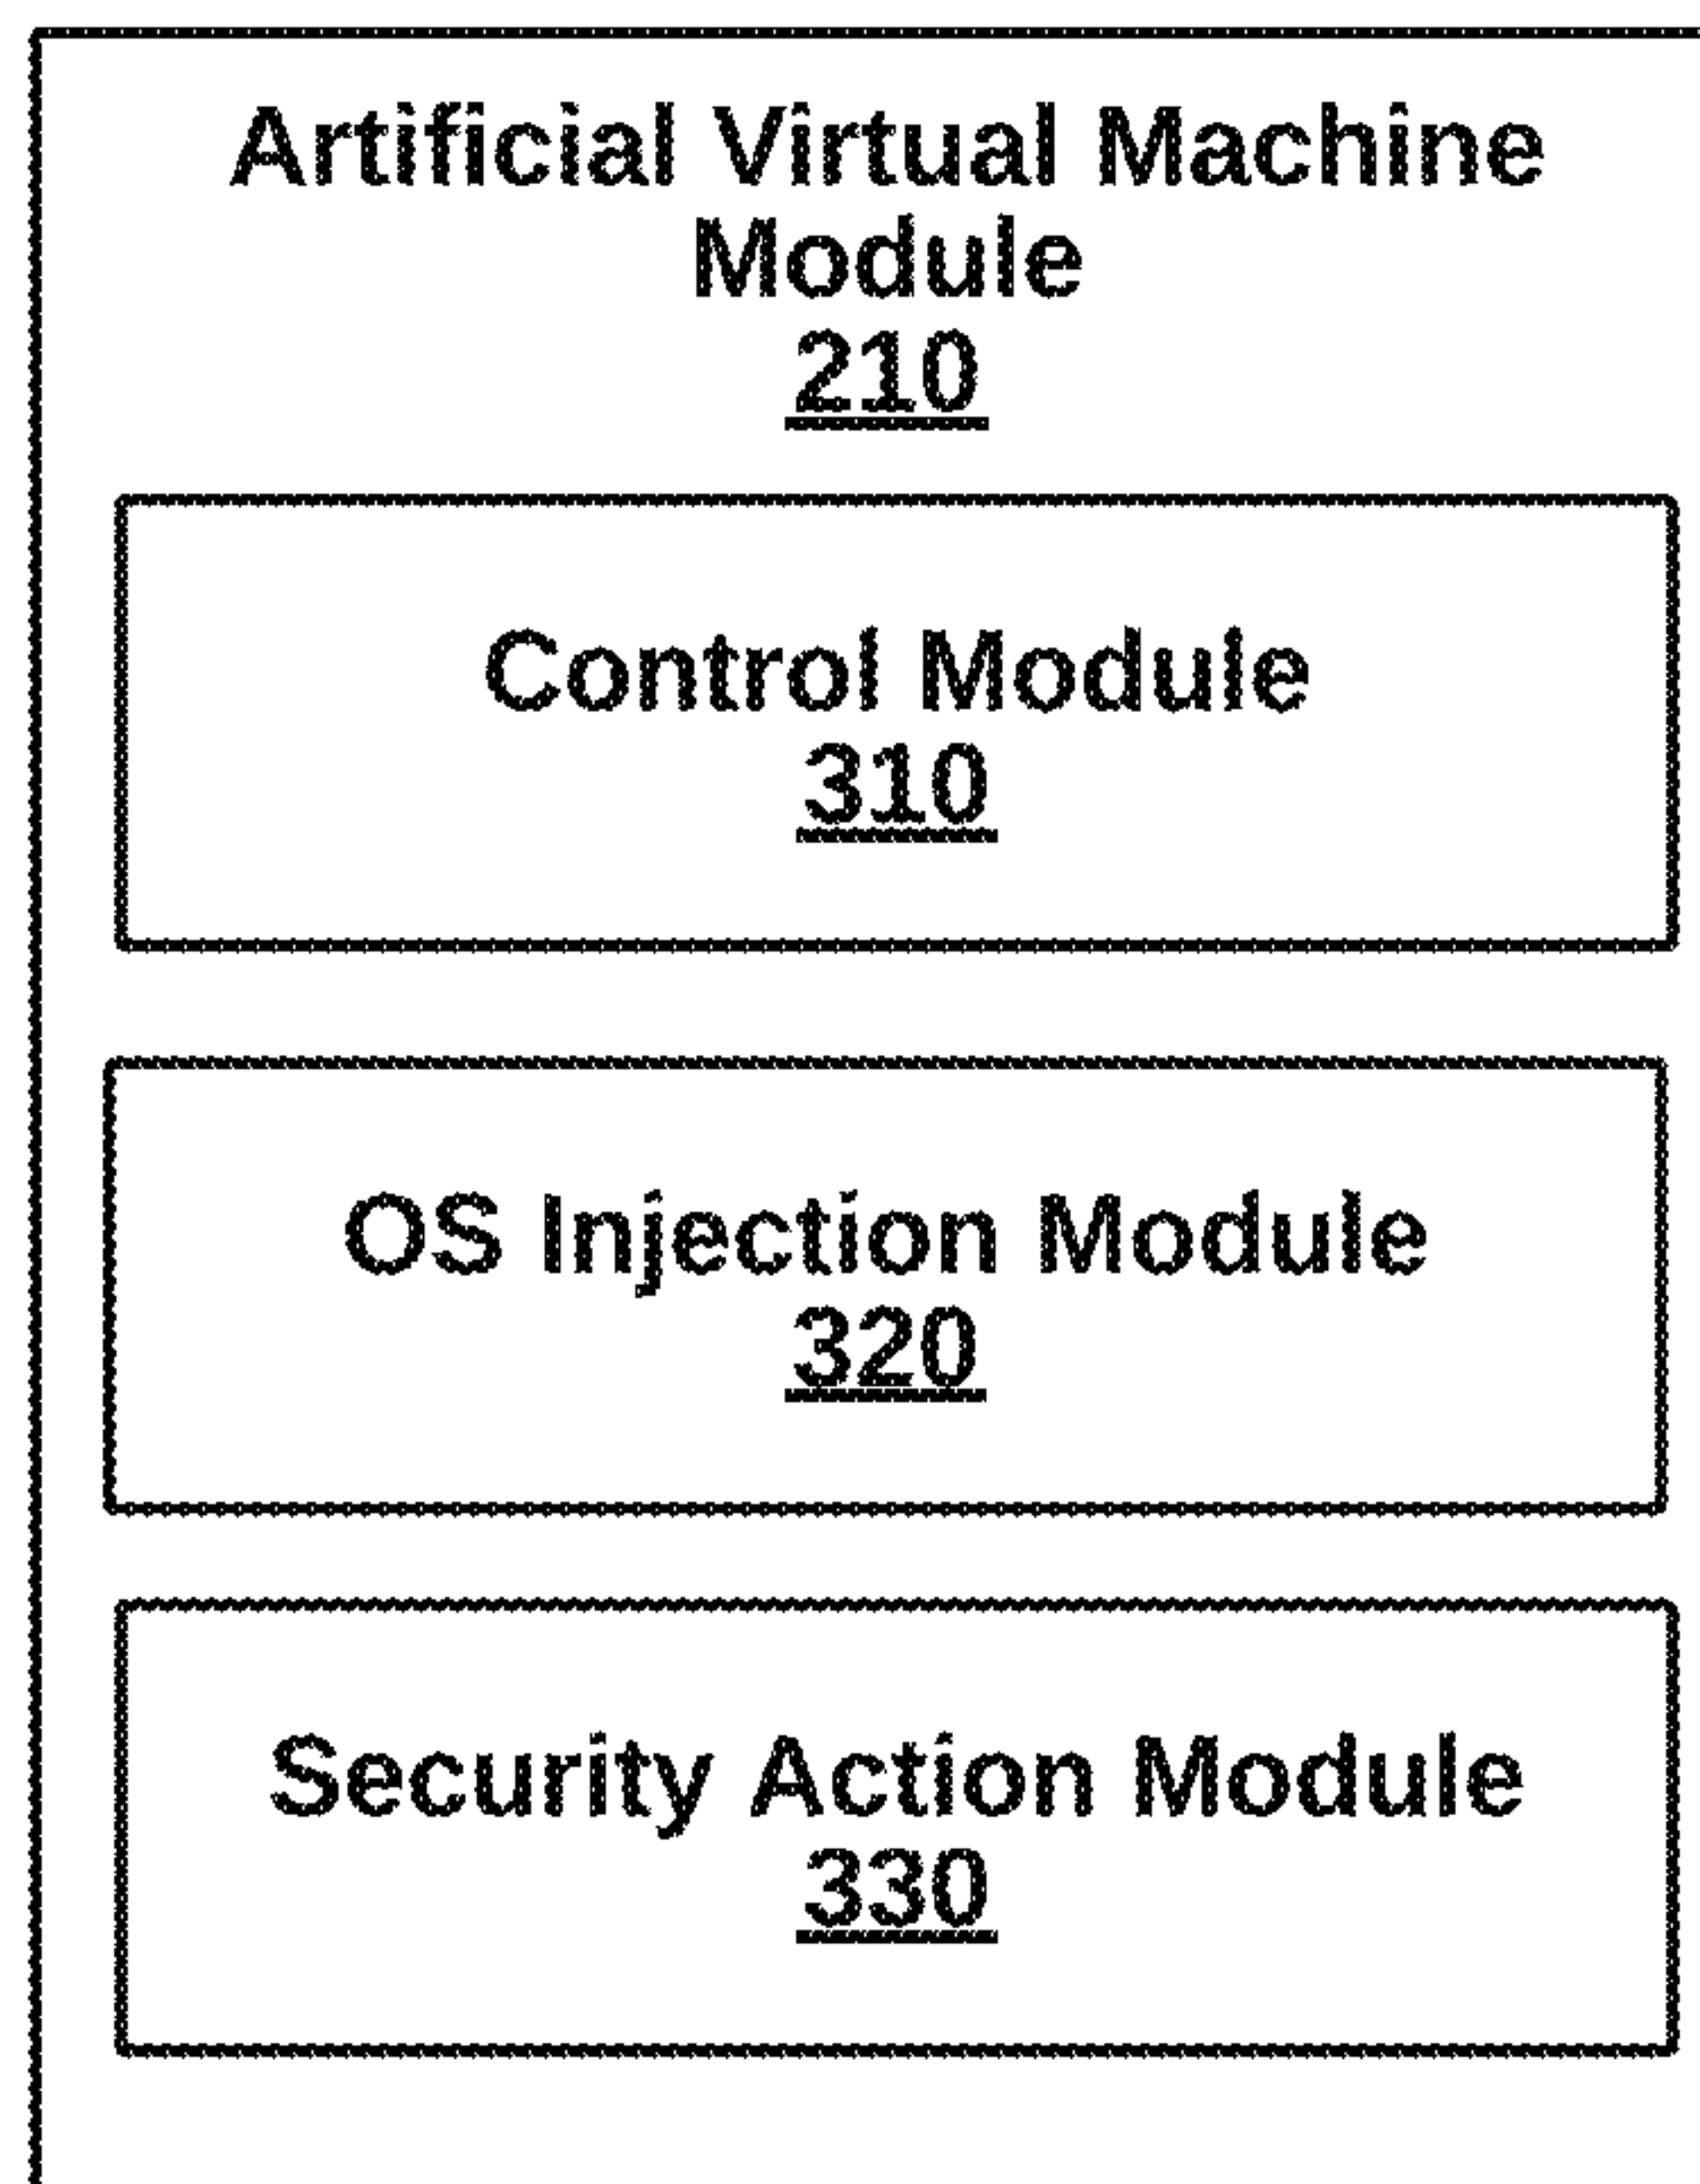 Artificial Virtual Machine
Module
210
Control Module
310
OS Injection Module
320
Security Action Module
330